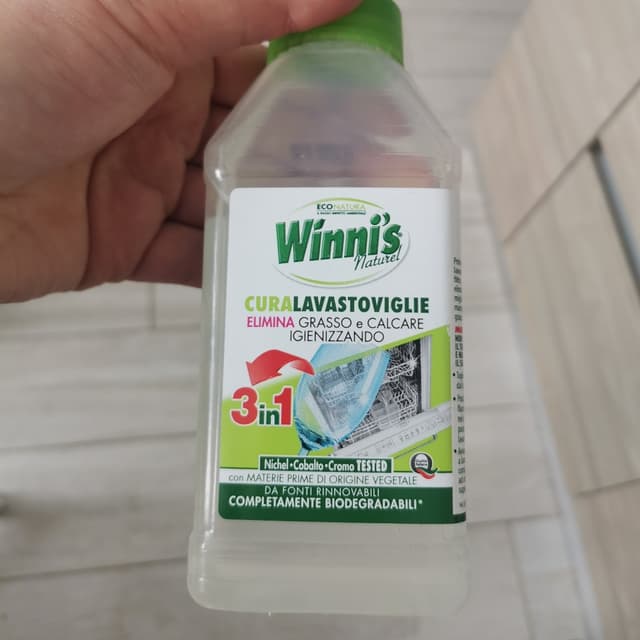 ECONATURA
Winni's
Naturel
CURALAVASTOVIGLIE
ELIMINA GRASSO e CALCARE
IGIENIZZANDO
3in1
Nichel • Cobalto • Cromo TESTED
con MATERIE PRIME DI ORIGINE VEGETALE
DA FONTI RINNOVABILI
COMPLETAMENTE BIODEGRADABILI*